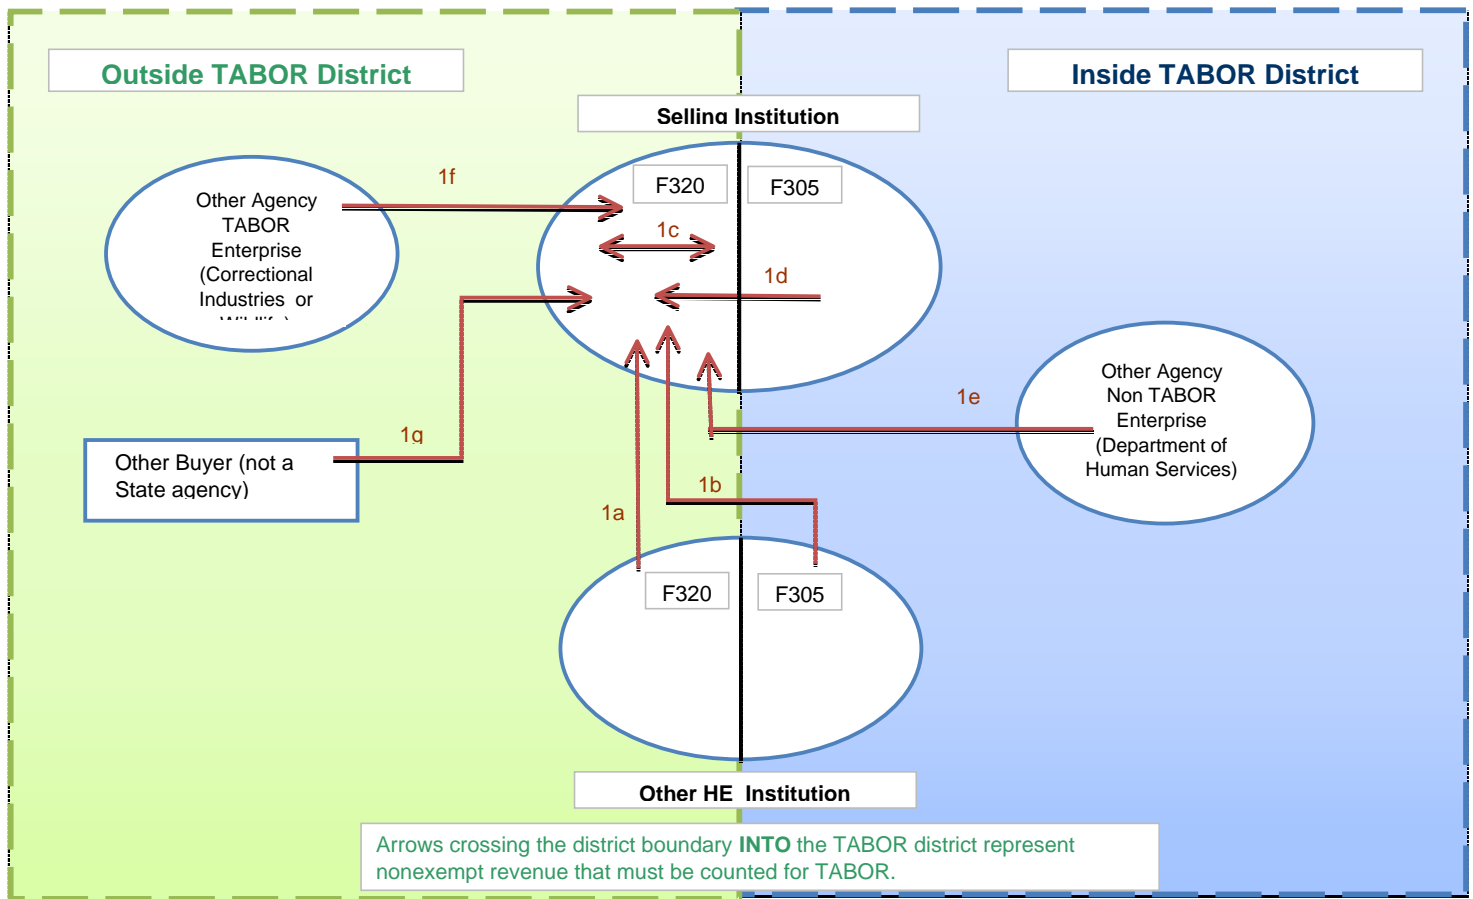 Outside TABOR District
Inside TABOR District
Selling Institution
F320
F305
1f
Other Agency
TABOR
Enterprise
(Correctional
Industries or
1c
1d
Other Agency
Non TABOR
Enterprise
(Department of
Human Services)
1e
1g
Other Buyer (not a
State agency)
1b
1a
F320
F305
Other HE Institution
Arrows crossing the district boundary INTO the TABOR district represent
nonexempt revenue that must be counted for TABOR.